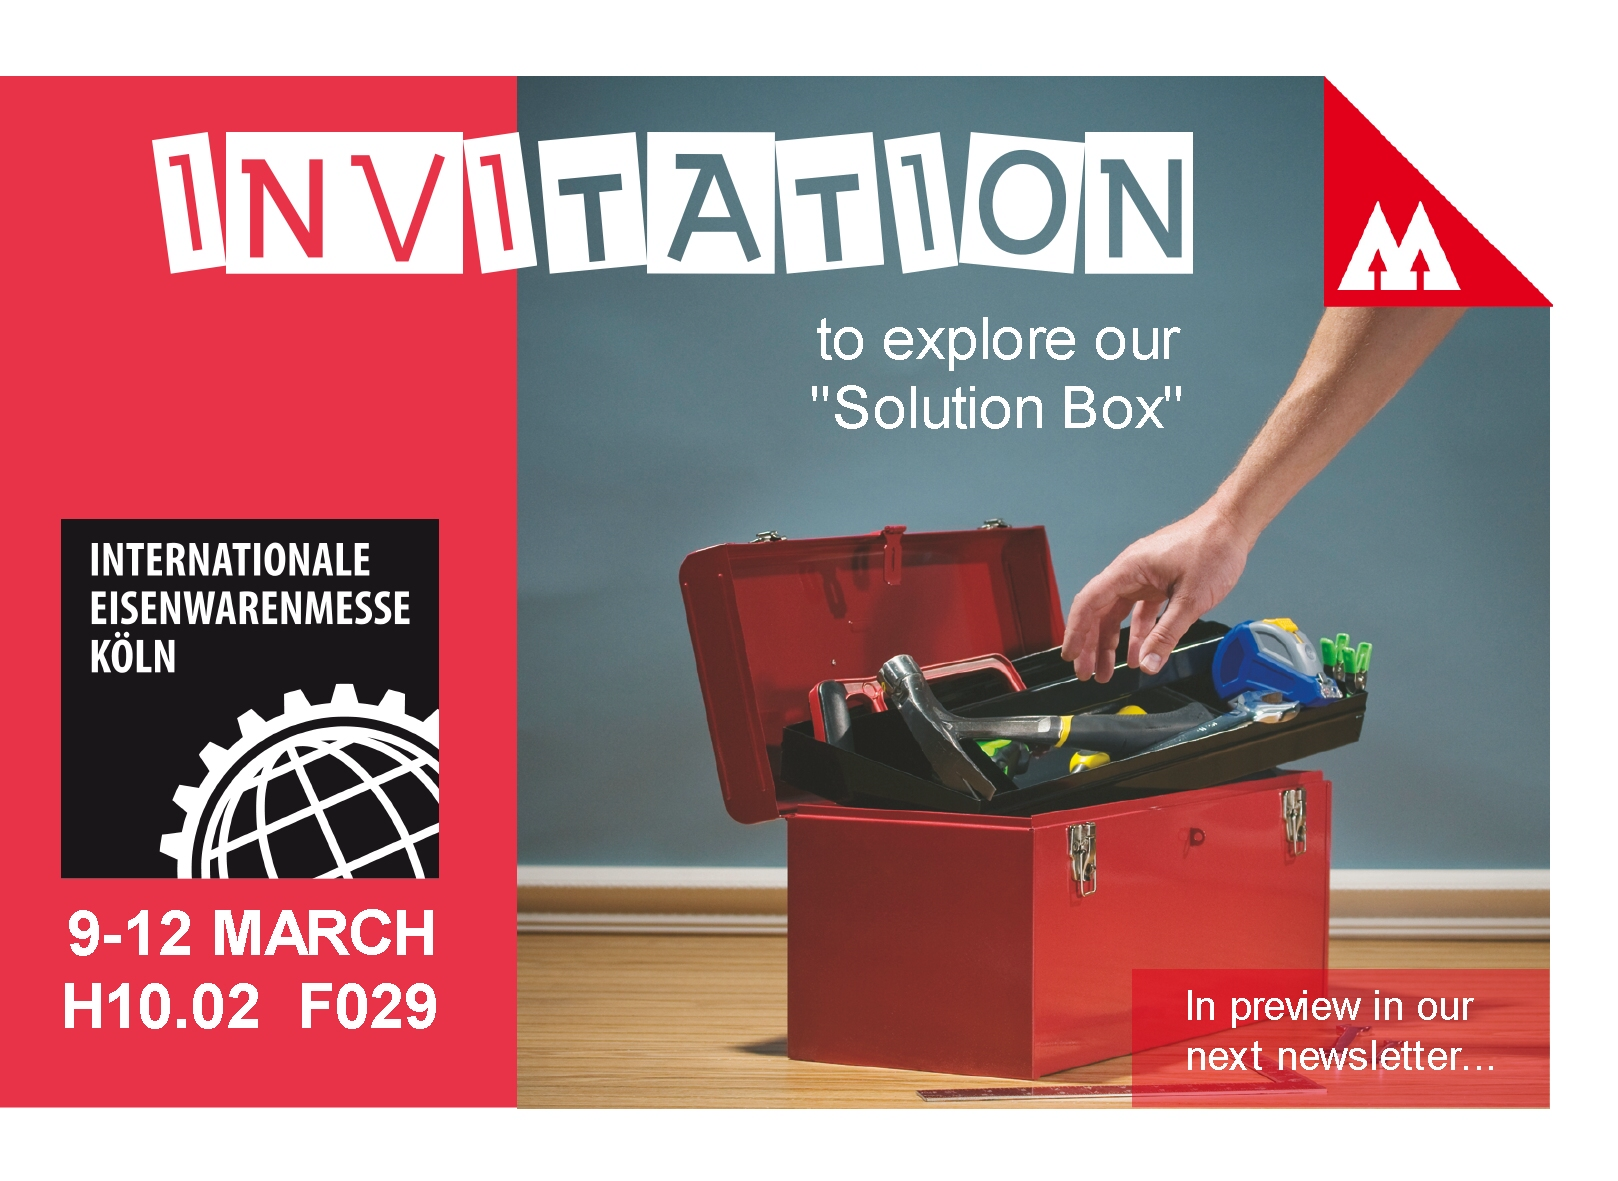 INVITATION
to explore our
"Solution Box"
INTERNATIONALE
EISENWARENMESSE
KÖLN
9-12 MARCH
H10.02 F029
In preview in our
next newsletter...